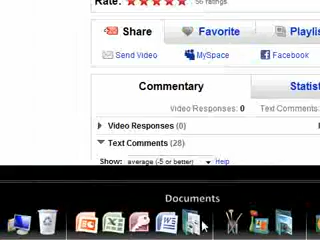 Rate: 56 ratings
Share Favorite Playli
Send Video MySpace Facebook
Commentary Statist
Video Responses: 0 Text Comments:
Video Responses (0)
Text Comments (28)
Show: average (-5 or better) Help
Documents